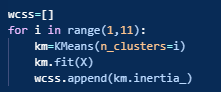 wcss=[]
for i in range(1,11):
    km=KMeans(n_clusters=i)
    km.fit(X)
    wcss.append(km.inertia_)